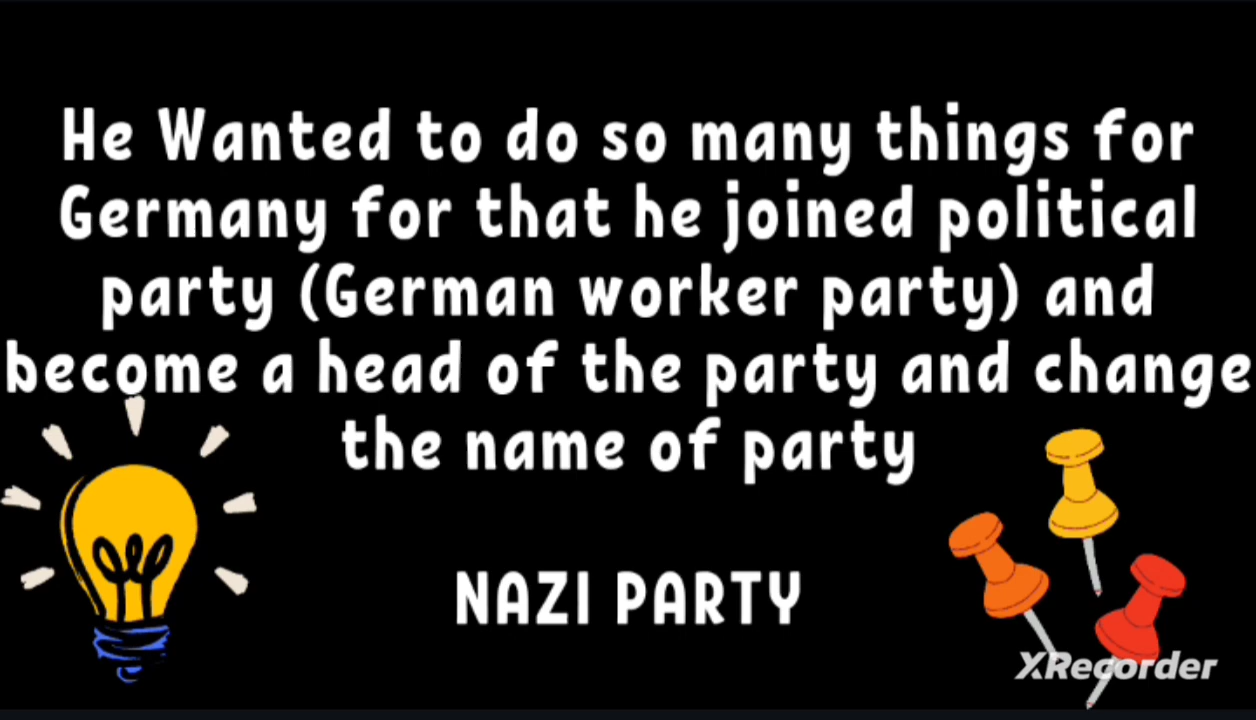 He Wanted to do so many things for
Germany for that he joined political
party (German worker party) and
become a head of the party and change
the name of party
NAZI PARTY
XRecorder